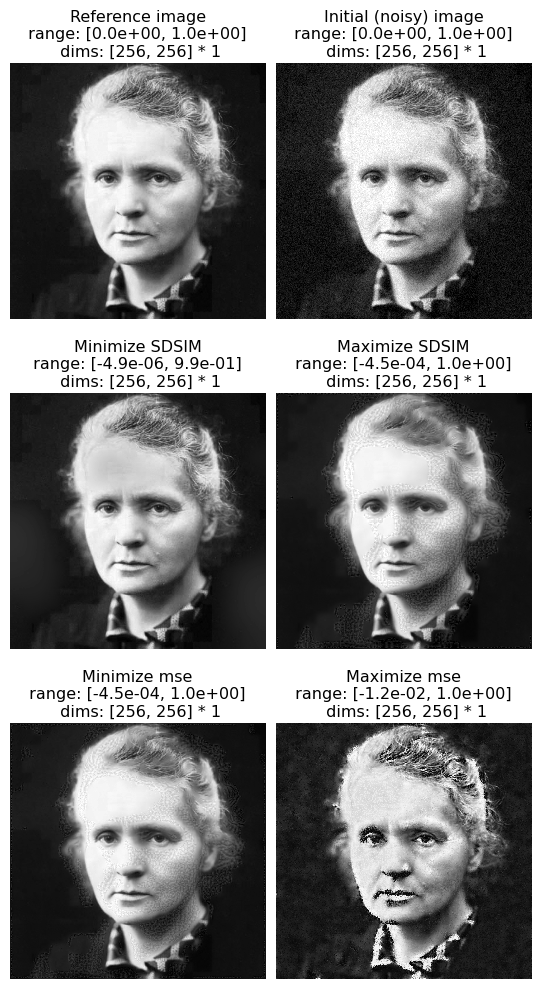 Reference image
range: [0.0e+00, 1.0e+00]
dims: [256, 256] * 1
Initial (noisy) image
range: [0.0e+00, 1.0e+00]
dims: [256, 256] * 1
Minimize SDSIM
range: [-4.9e-06, 9.9e-01]
dims: [256, 256] * 1
Maximize SDSIM
range: [-4.5e-04, 1.0e+00]
dims: [256, 256] * 1
Minimize mse
range: [-4.5e-04, 1.0e+00]
dims: [256, 256] * 1
Maximize mse
range: [-1.2e-02, 1.0e+00]
dims: [256, 256] * 1